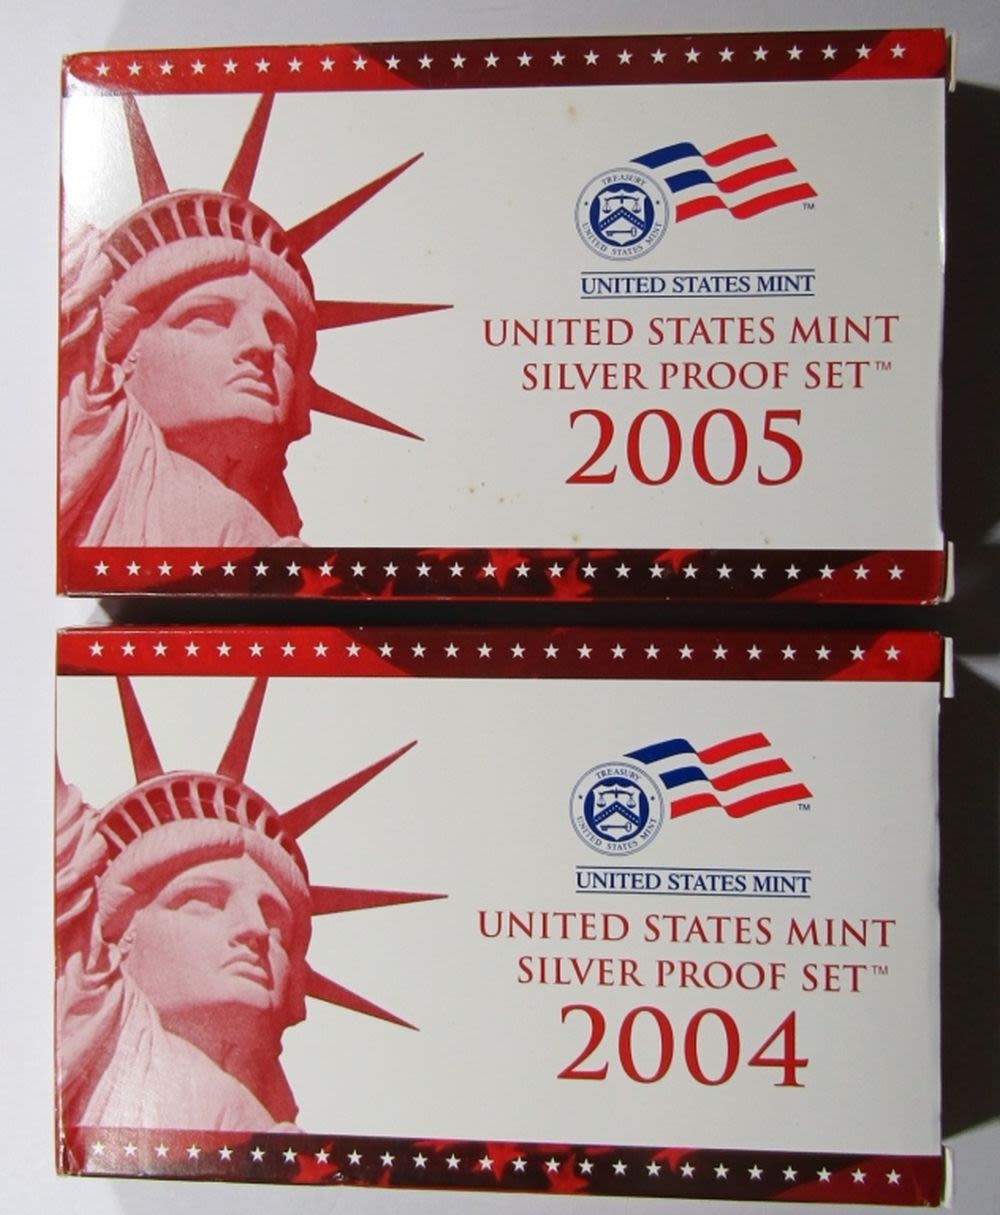 TREASURY
UNITED STATES MINT
TM
UNITED STATES MINT
UNITED STATES MINT
SILVER PROOF SET™
2005
TREASURY
UNITED STATES MINT
TM
UNITED STATES MINT
UNITED STATES MINT
SILVER PROOF SET™
2004